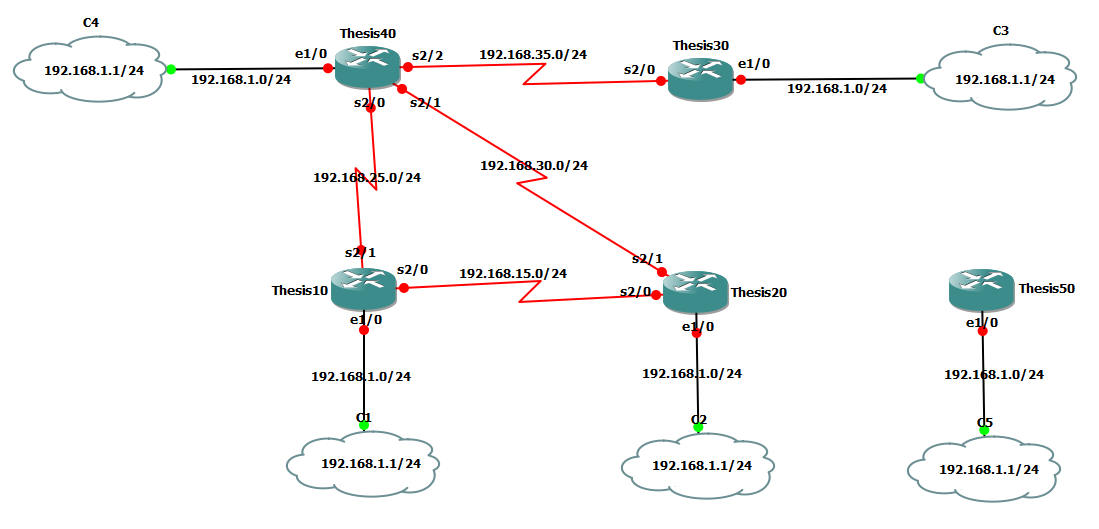 C4
192.168.1.1/24
192.168.1.0/24
e1/0
Thesis40
s2/2
s2/0
s2/1
192.168.35.0/24
Thesis30
s2/0
e1/0
192.168.1.0/24
C3
192.168.1.1/24
192.168.25.0/24
192.168.30.0/24
s2/1
Thesis10
s2/0
e1/0
192.168.15.0/24
s2/1
s2/0
Thesis20
e1/0
Thesis50
e1/0
192.168.1.0/24
192.168.1.0/24
192.168.1.0/24
C1
192.168.1.1/24
C2
192.168.1.1/24
C5
192.168.1.1/24